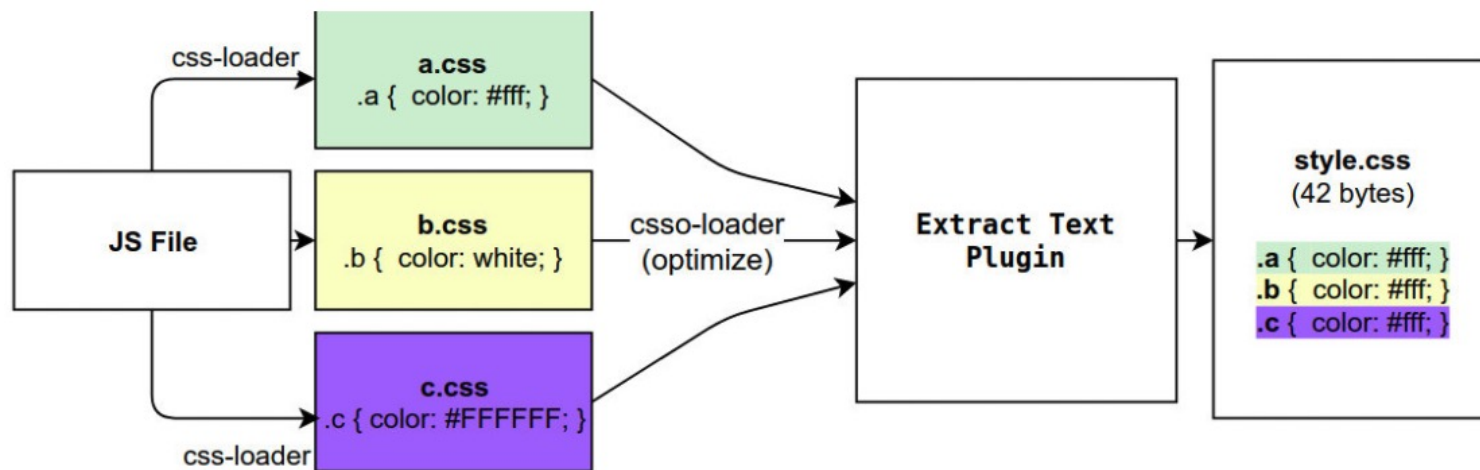 css-loader
a.css
.a {  color: #fff; }
JS File
b.css
.b {  color: white; }
csso-loader
(optimize)
c.css
.c { color: #FFFFFF; }
css-loader
Extract Text
Plugin
style.css
(42 bytes)
.a {  color: #fff; }
.b {  color: #fff; }
.c {  color: #fff; }